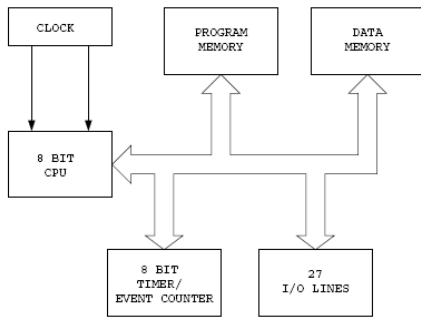 CLOCK
PROGRAM
MEMORY
DATA
MEMORY
8 BIT
CPU
8 BIT
TIMER/
EVENT COUNTER
27
I/O LINES